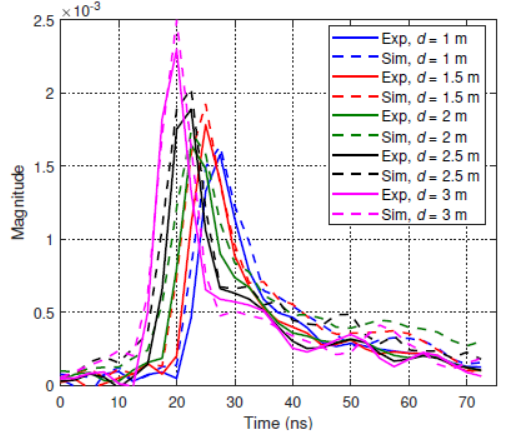 ×10⁻³
2.5
2
1.5
1
0.5
0
Magnitude
0 10 20 30 40 50 60 70
Time (ns)
Exp, d = 1 m
Sim, d = 1 m
Exp, d = 1.5 m
Sim, d = 1.5 m
Exp, d = 2 m
Sim, d = 2 m
Exp, d = 2.5 m
Sim, d = 2.5 m
Exp, d = 3 m
Sim, d = 3 m